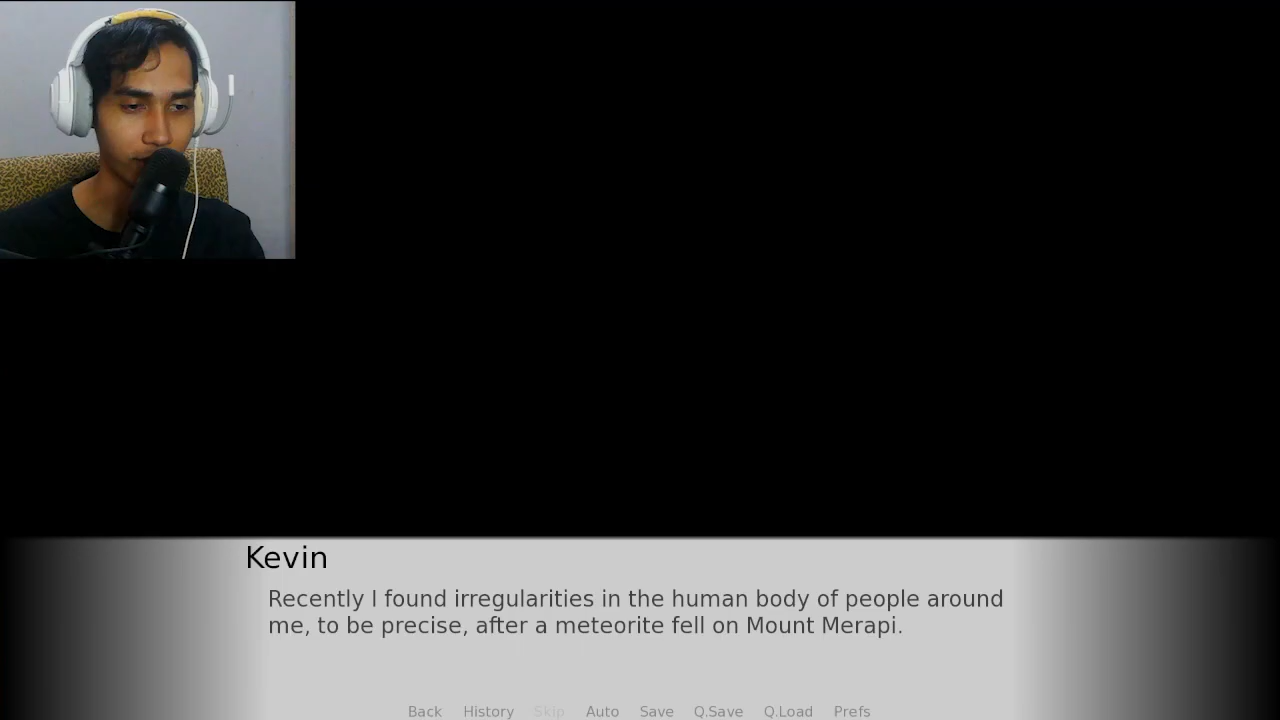 Kevin
Recently I found irregularities in the human body of people around
me, to be precise, after a meteorite fell on Mount Merapi.
Back History Skip Auto Save Q.Save Q.Load Prefs